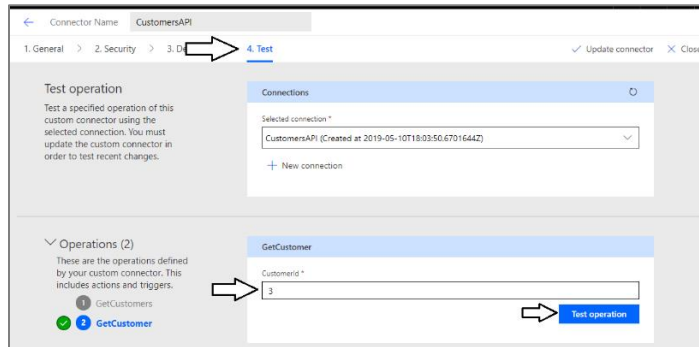 Connector Name CustomersAPI
1. General > 2. Security > 3. De 4. Test Update connector Close
Test operation
Test a specified operation of this
custom connector using the
selected connection. You must
update the custom connector in
order to test recent changes.
Connections
Selected connection *
CustomersAPI (Created at 2019-05-10T18:03:50.6701644Z)
+ New connection
Operations (2)
These are the operations defined
by your custom connector. This
includes actions and triggers.
1 GetCustomers
2 GetCustomer
GetCustomer
CustomerId *
3
Test operation